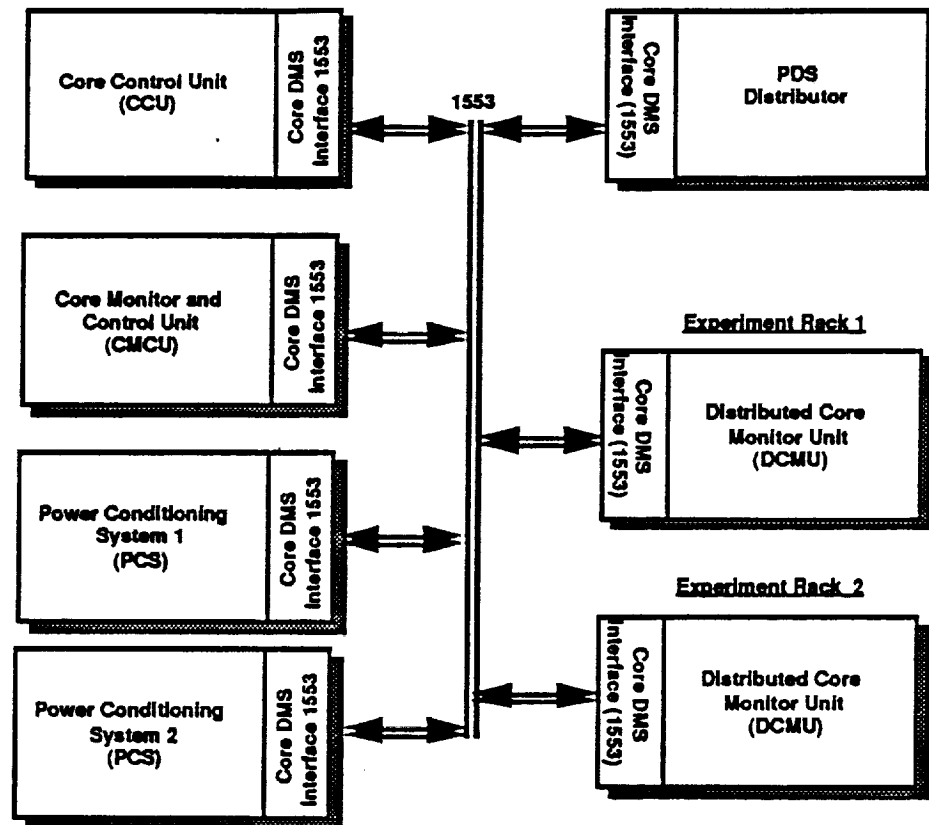 Core Control Unit
(CCU)
Core DMS
Interface 1553
1553
Core DMS
Interface (1553)
PDS
Distributor
Core Monitor and
Control Unit
(CMCU)
Core DMS
Interface 1553
Experiment Rack 1
Core DMS
Interface (1553)
Distributed Core
Monitor Unit
(DCMU)
Power Conditioning
System 1
(PCS)
Core DMS
Interface 1553
Experiment Rack 2
Core DMS
Interface (1553)
Distributed Core
Monitor Unit
(DCMU)
Power Conditioning
System 2
(PCS)
Core DMS
Interface 1553